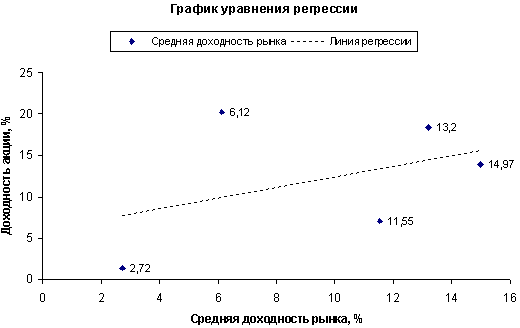 График уравнения регрессии
Средняя доходность рынка
Линия регрессии
Доходность акции, %
25
20
15
10
5
0
6,12
13,2
14,97
11,55
2,72
0 2 4 6 8 10 12 14 16
Средняя доходность рынка, %